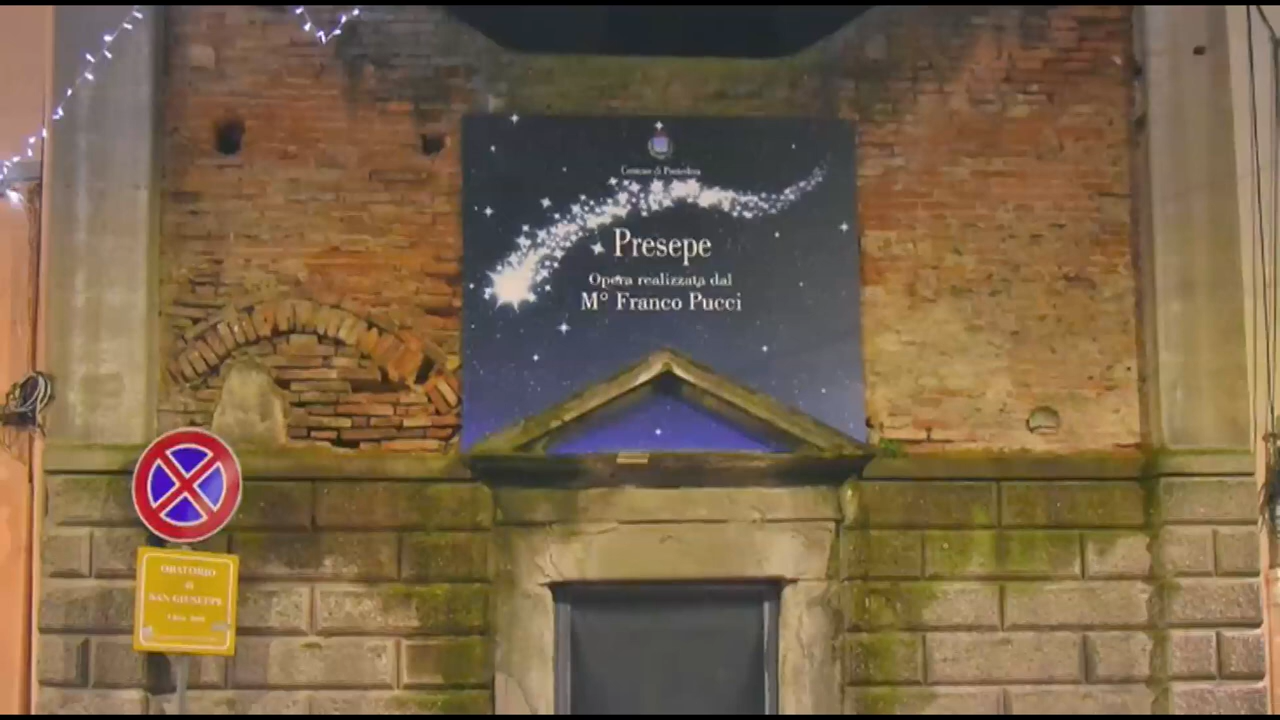 Comune di Pontedera
Presepe
Opera realizzata dal
M° Franco Pucci
ORATORIO
di
SAN GIUSEPPE